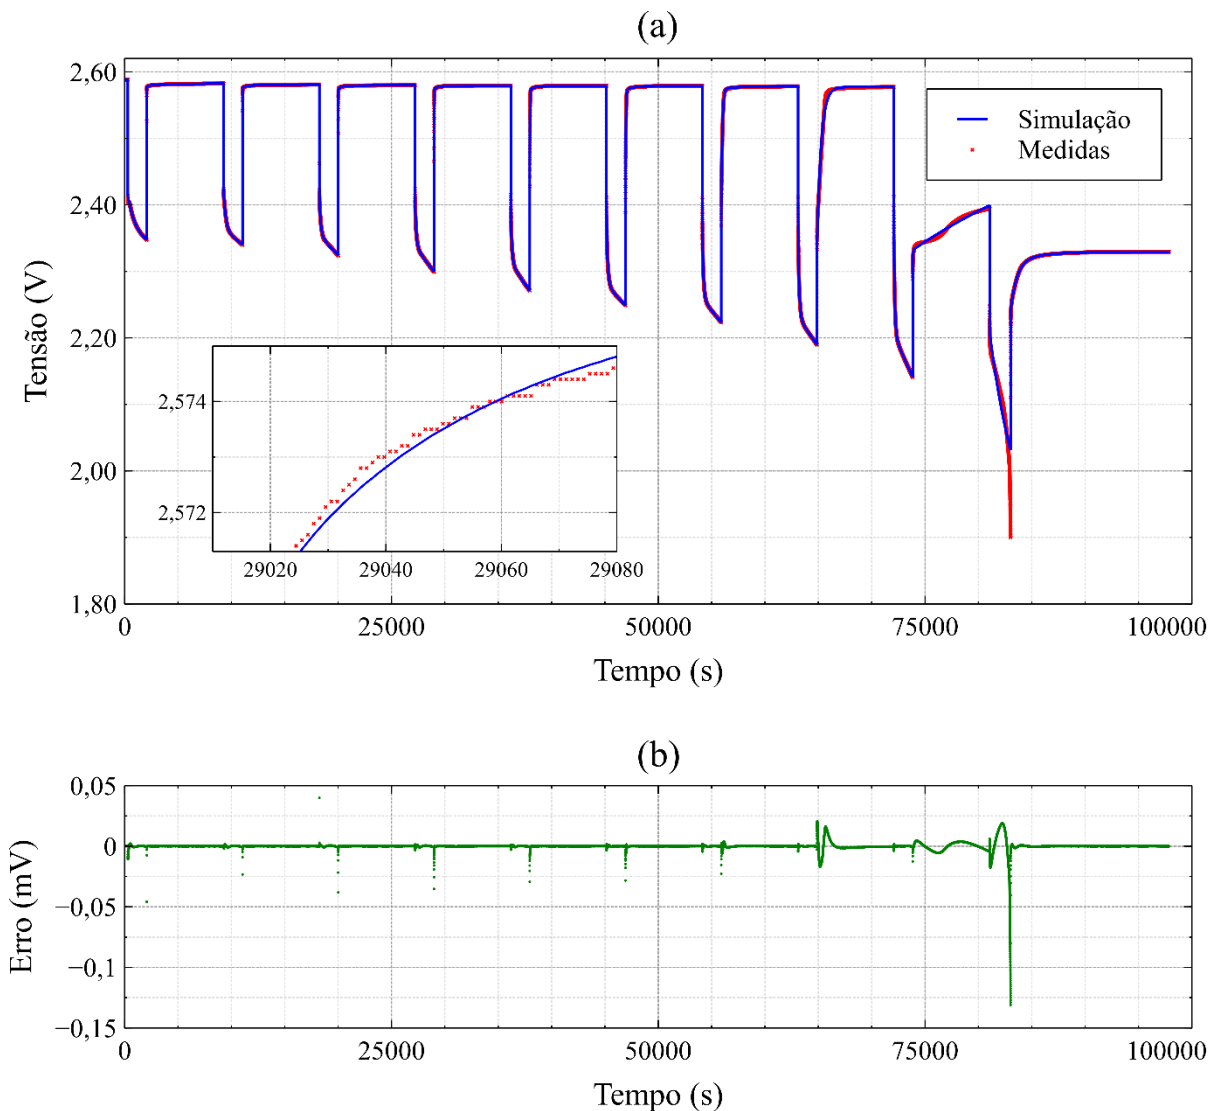 (a)
2,60
2,40
2,20
2,00
1,80
Tensão (V)
Simulação
Medidas
2,574
2,572
29020 29040 29060 29080
0 25000 50000 75000 100000
Tempo (s)
(b)
0,05
0
−0,05
−0,1
−0,15
Erro (mV)
0 25000 50000 75000 100000
Tempo (s)